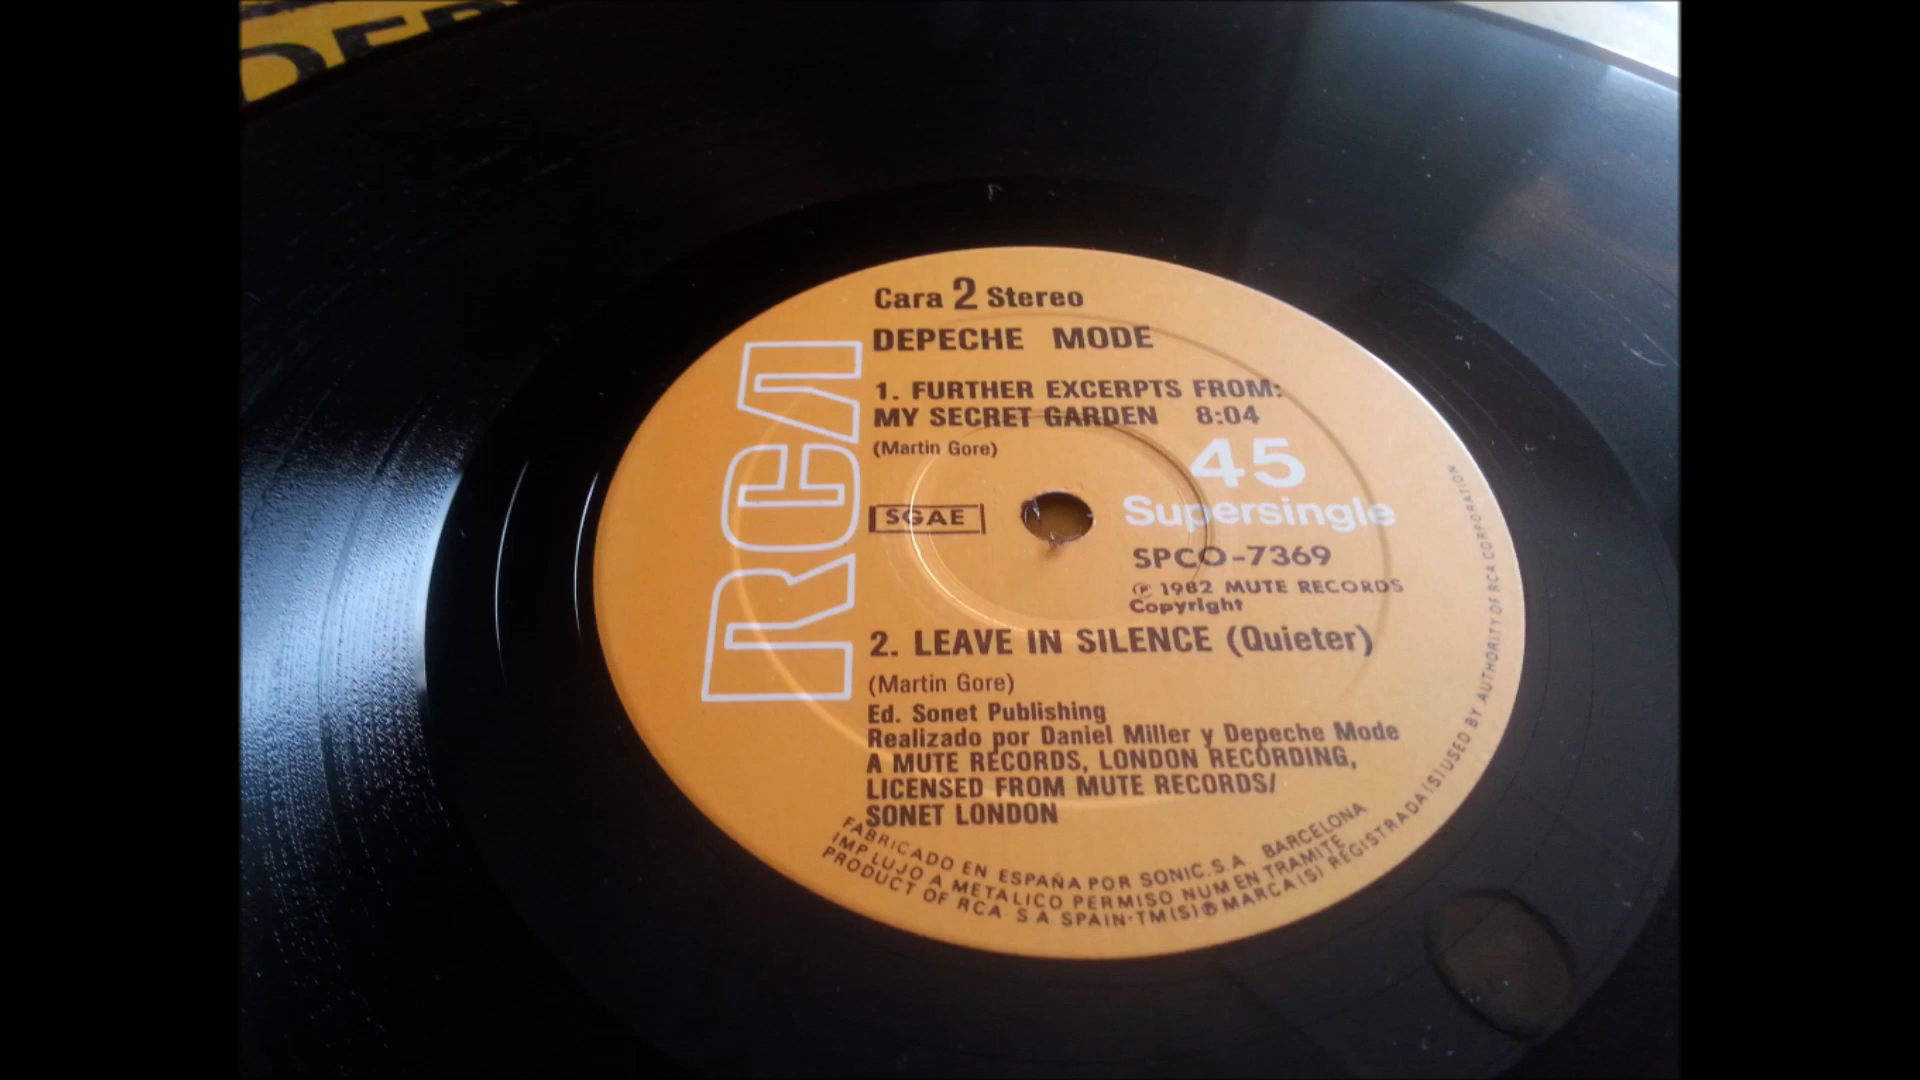 DEP
RCA
Cara 2 Stereo
DEPECHE MODE
1. FURTHER EXCERPTS FROM:
MY SECRET GARDEN 8:04
(Martin Gore)
45
SGAE
Supersingle
SPCO-7369
℗ 1982 MUTE RECORDS
Copyright
2. LEAVE IN SILENCE (Quieter)
(Martin Gore)
Ed. Sonet Publishing
Realizado por Daniel Miller y Depeche Mode
A MUTE RECORDS, LONDON RECORDING,
LICENSED FROM MUTE RECORDS/
SONET LONDON
FABRICADO EN ESPAÑA POR SONIC.S.A. BARCELONA
IMP LUJO A METALICO PERMISO NUM EN TRAMITE
PRODUCT OF RCA S A SPAIN-TM(S)® MARCA(S) REGISTRADA(S) USED BY AUTHORITY OF RCA CORPORATION